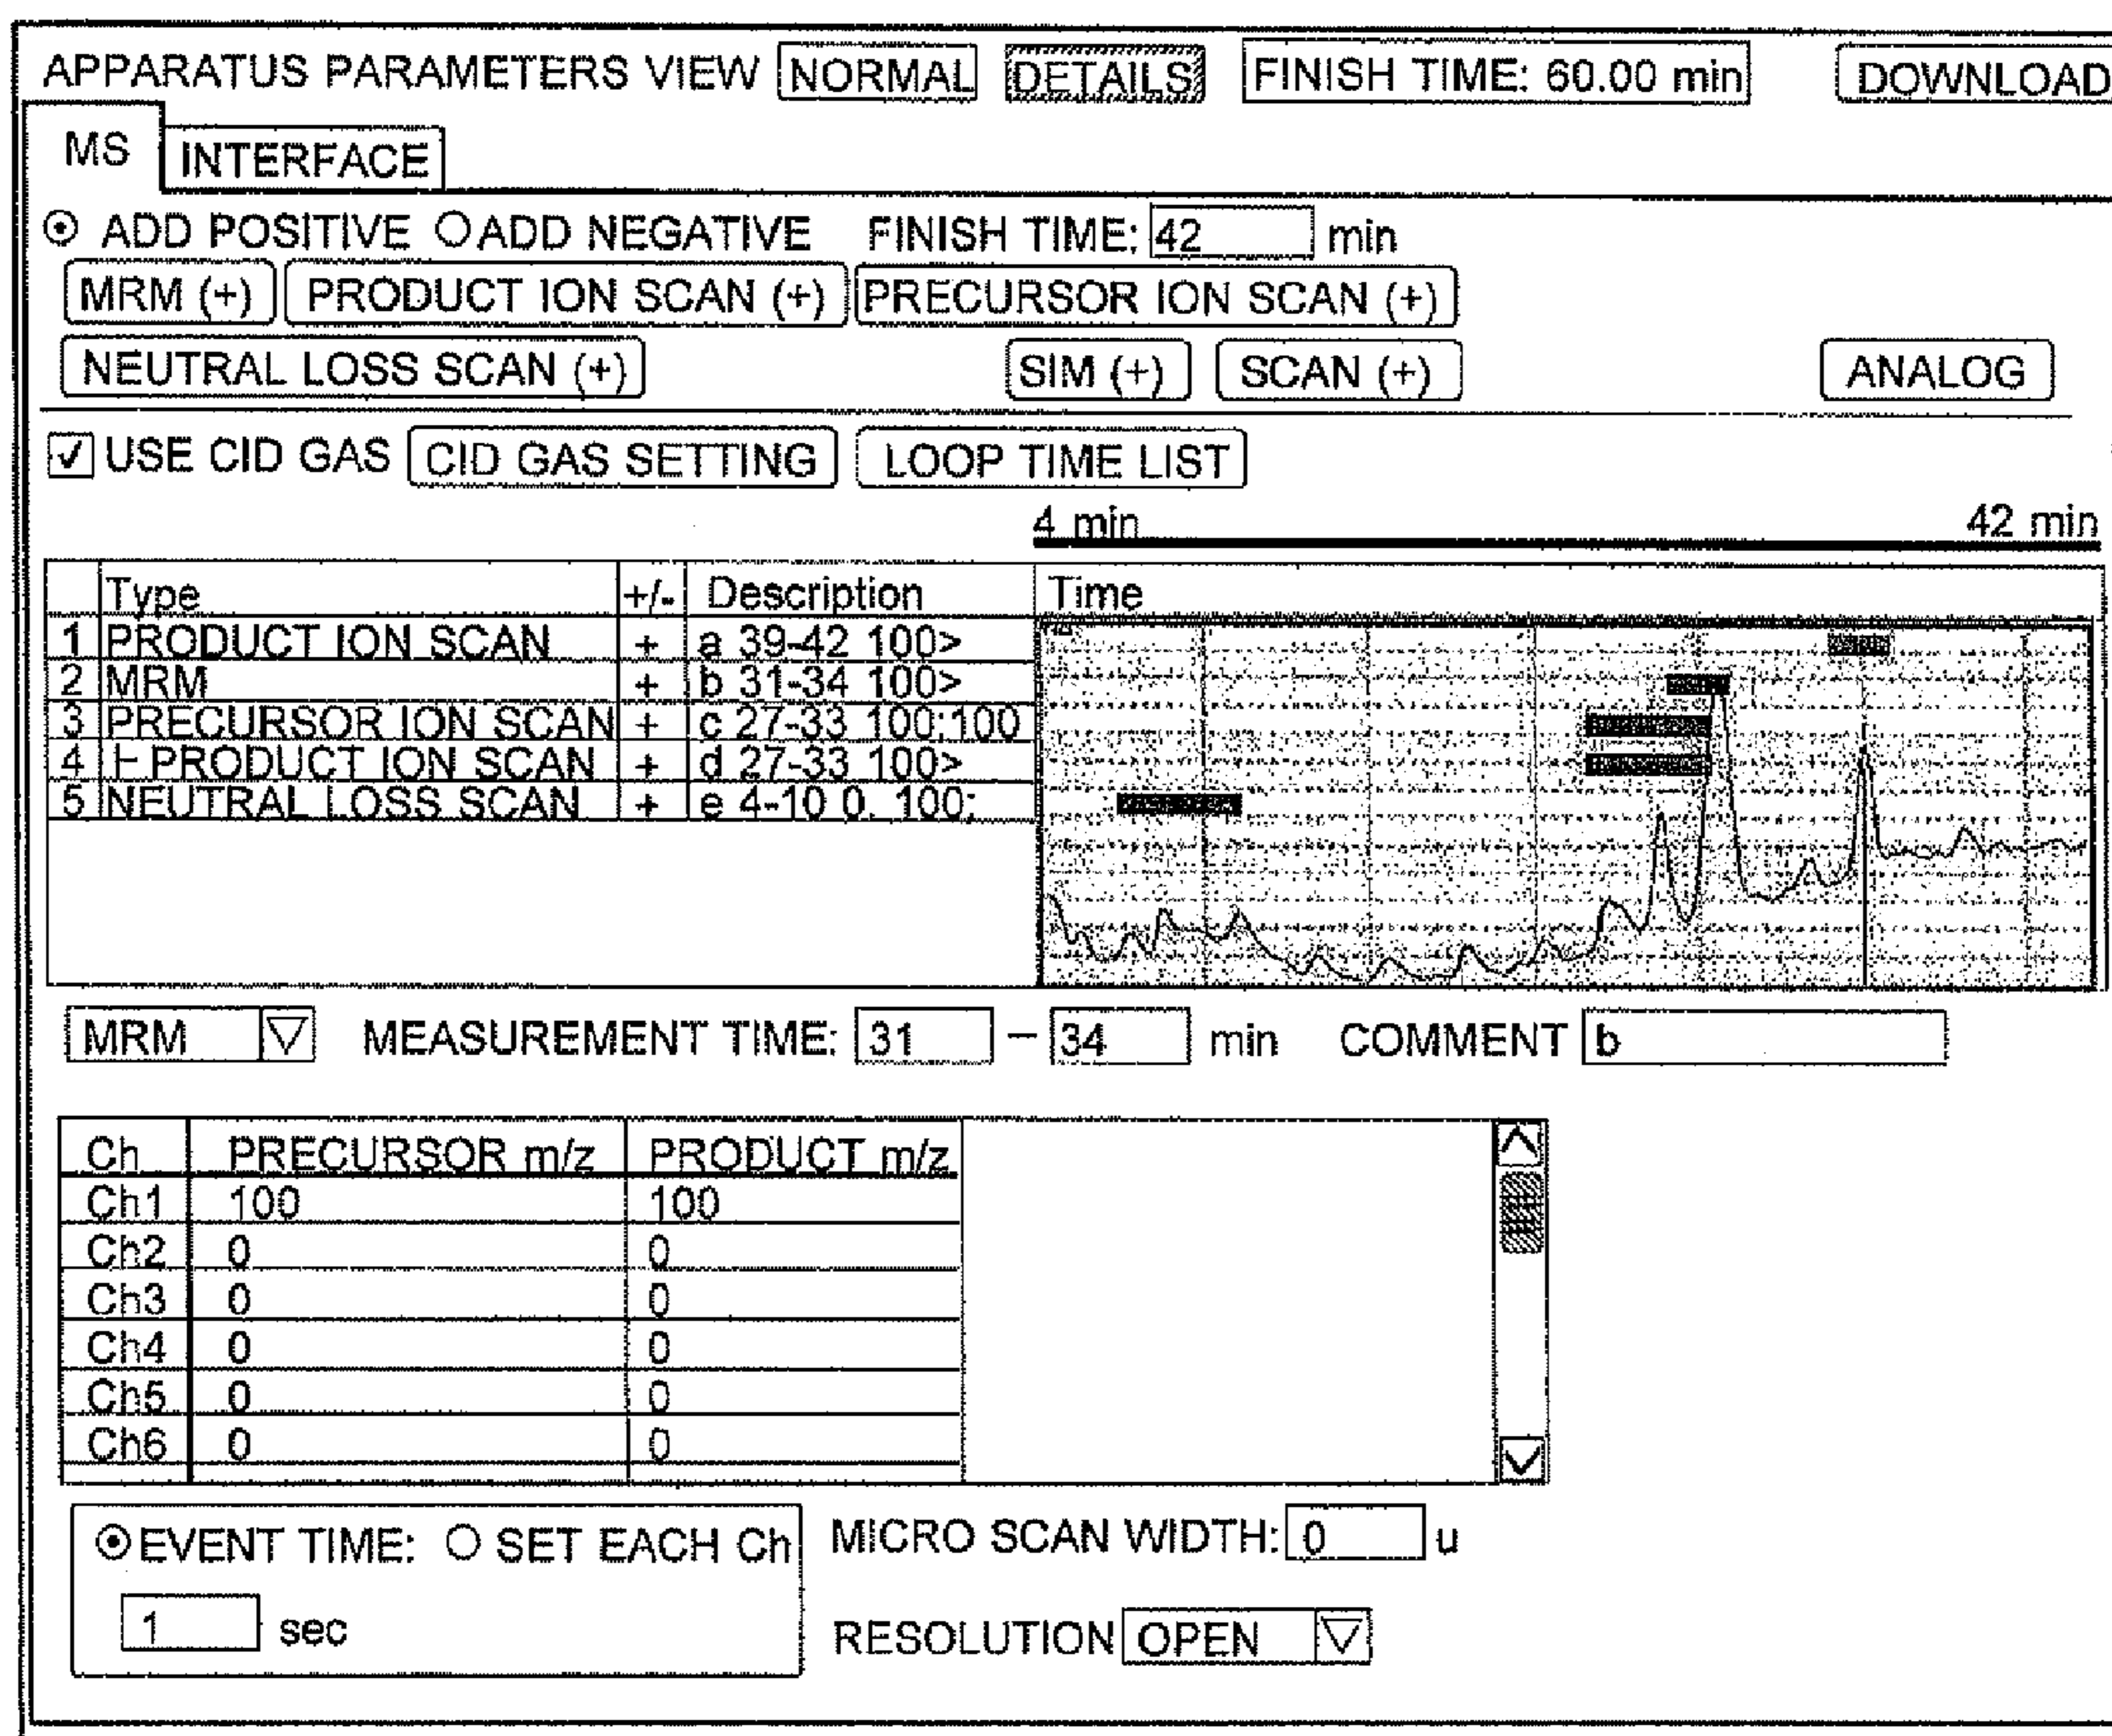 APPARATUS PARAMETERS VIEW NORMAL DETAILS FINISH TIME: 60.00 min DOWNLOAD
MS INTERFACE
ADD POSITIVE ADD NEGATIVE FINISH TIME: 42 min
MRM (+) PRODUCT ION SCAN (+) PRECURSOR ION SCAN (+)
NEUTRAL LOSS SCAN (+) SIM (+) SCAN (+) ANALOG
USE CID GAS CID GAS SETTING LOOP TIME LIST
4 min 42 min
Type +/- Description Time
1 PRODUCT ION SCAN + a 39-42 100>
2 MRM + b 31-34 100>
3 PRECURSOR ION SCAN + c 27-33 100;100
4 PRODUCT ION SCAN + d 27-33 100>
5 NEUTRAL LOSS SCAN + e 4-10 0. 100;
MRM MEASUREMENT TIME: 31 – 34 min COMMENT b
Ch PRECURSOR m/z PRODUCT m/z
Ch1 100 100
Ch2 0 0
Ch3 0 0
Ch4 0 0
Ch5 0 0
Ch6 0 0
EVENT TIME: SET EACH Ch MICRO SCAN WIDTH: 0 u
1 sec RESOLUTION OPEN